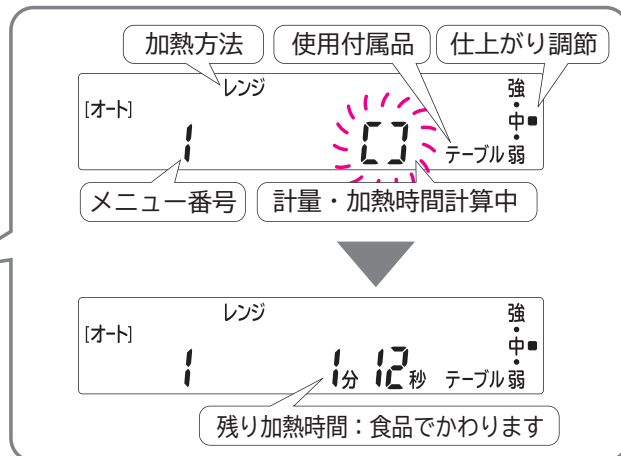 加熱方法 使用付属品 仕上がり調節
レンジ 強
[オート] ・
中■
1 ・
テーブル 弱
メニュー番号 計量・加熱時間計算中
レンジ 強
[オート] ・
中■
・
1 1分 12秒 テーブル 弱
残り加熱時間：食品でかわります